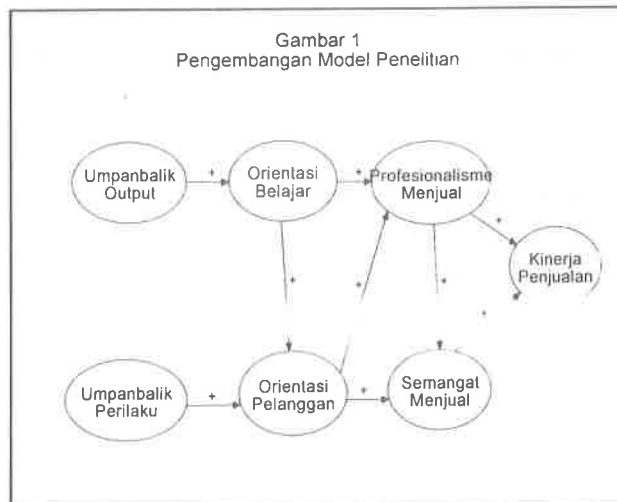 Gambar 1
Pengembangan Model Penelitian
Umpanbalik
Output
+
Orientasi
Belajar
+
Profesionalisme
Menjual
+
Kinerja
Penjualan
+
+
+
+
Umpanbalik
Perilaku
+
Orientasi
Pelanggan
+
Semangat
Menjual